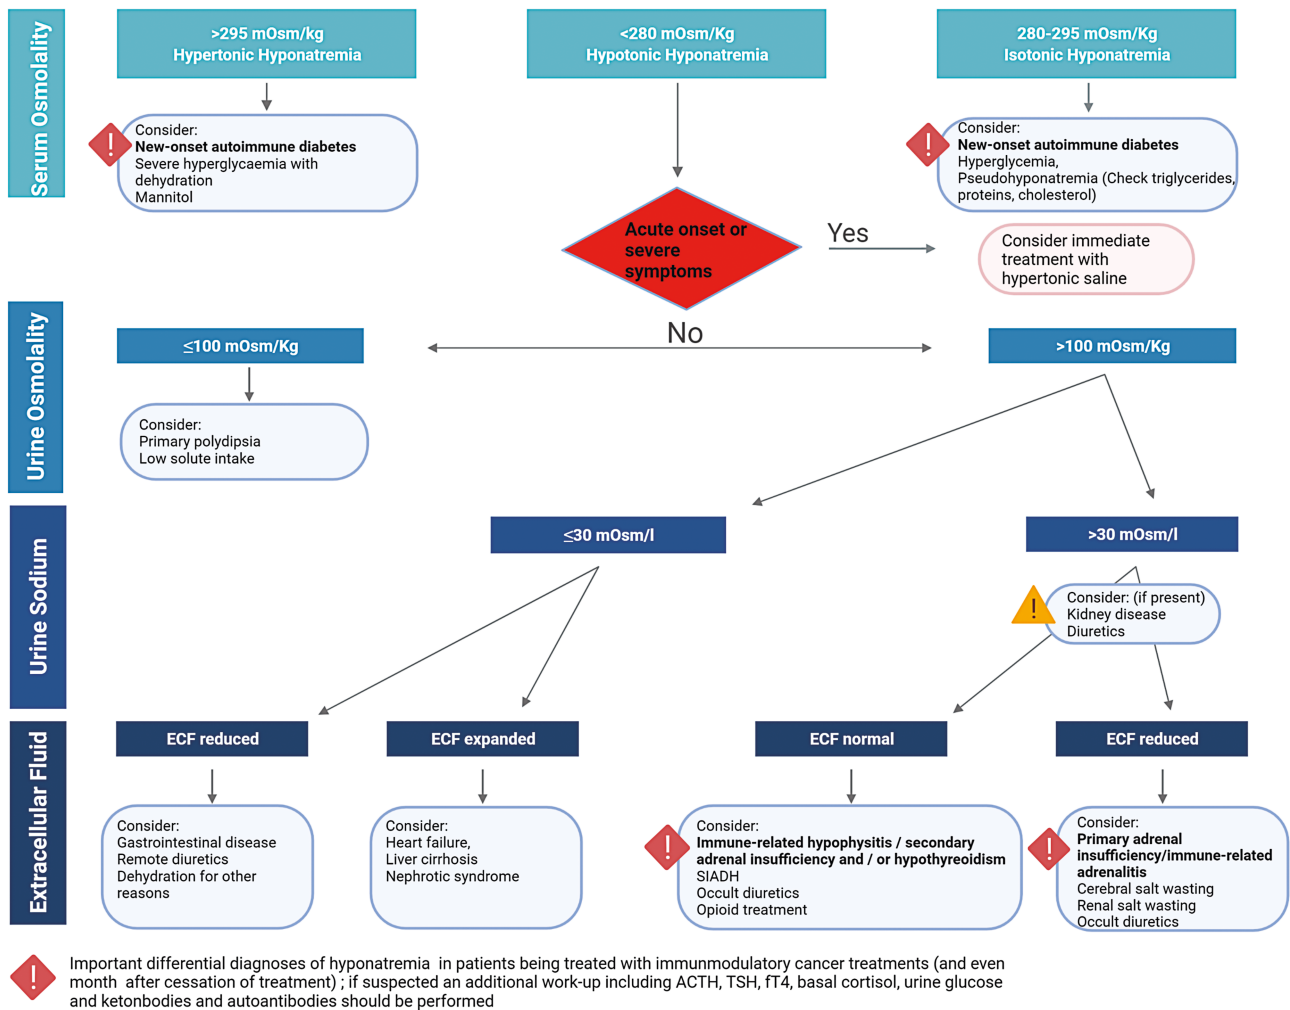 Serum Osmolality
>295 mOsm/kg
Hypertonic Hyponatremia
<280 mOsm/Kg
Hypotonic Hyponatremia
280-295 mOsm/Kg
Isotonic Hyponatremia
Consider:
New-onset autoimmune diabetes
Severe hyperglycaemia with
dehydration
Mannitol
Consider:
New-onset autoimmune diabetes
Hyperglycemia,
Pseudohyponatremia (Check triglycerides,
proteins, cholesterol)
Acute onset or
severe
symptoms
Yes
Consider immediate
treatment with
hypertonic saline
No
Urine Osmolality
≤100 mOsm/Kg
>100 mOsm/Kg
Consider:
Primary polydipsia
Low solute intake
Urine Sodium
≤30 mOsm/l
>30 mOsm/l
Consider: (if present)
Kidney disease
Diuretics
Extracellular Fluid
ECF reduced
ECF expanded
ECF normal
ECF reduced
Consider:
Gastrointestinal disease
Remote diuretics
Dehydration for other
reasons
Consider:
Heart failure,
Liver cirrhosis
Nephrotic syndrome
Consider:
Immune-related hypophysitis / secondary
adrenal insufficiency and / or hypothyreoidism
SIADH
Occult diuretics
Opioid treatment
Consider:
Primary adrenal
insufficiency/immune-related
adrenalitis
Cerebral salt wasting
Renal salt wasting
Occult diuretics
Important differential diagnoses of hyponatremia in patients being treated with immunmodulatory cancer treatments (and even
month after cessation of treatment) ; if suspected an additional work-up including ACTH, TSH, fT4, basal cortisol, urine glucose
and ketonbodies and autoantibodies should be performed